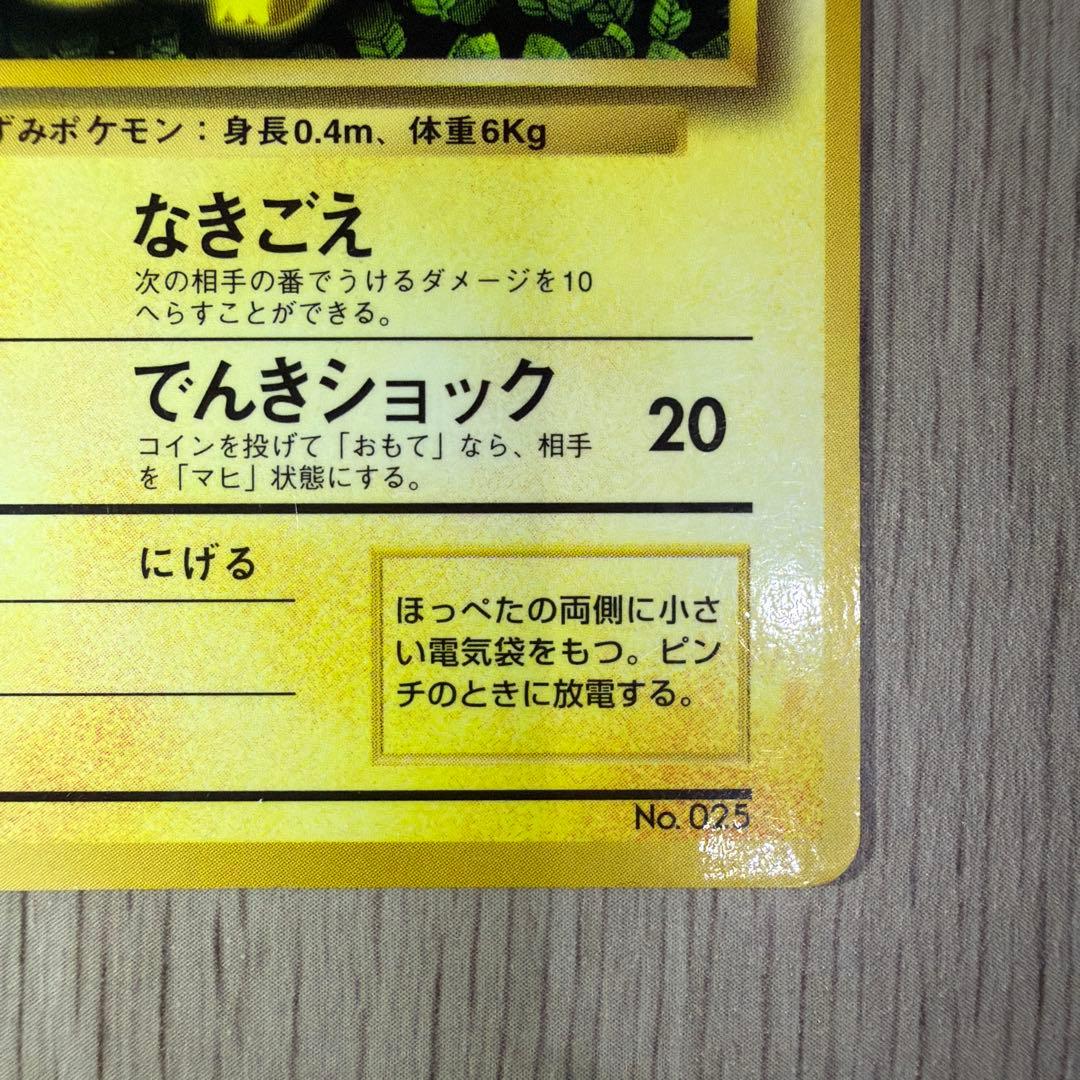 ずみポケモン：身長0.4m、体重6Kg
なきごえ
次の相手の番でうけるダメージを10
へらすことができる。
でんきショック
20
コインを投げて「おもて」なら、相手
を「マヒ」状態にする。
にげる
ほっぺたの両側に小さ
い電気袋をもつ。ピン
チのときに放電する。
No. 025